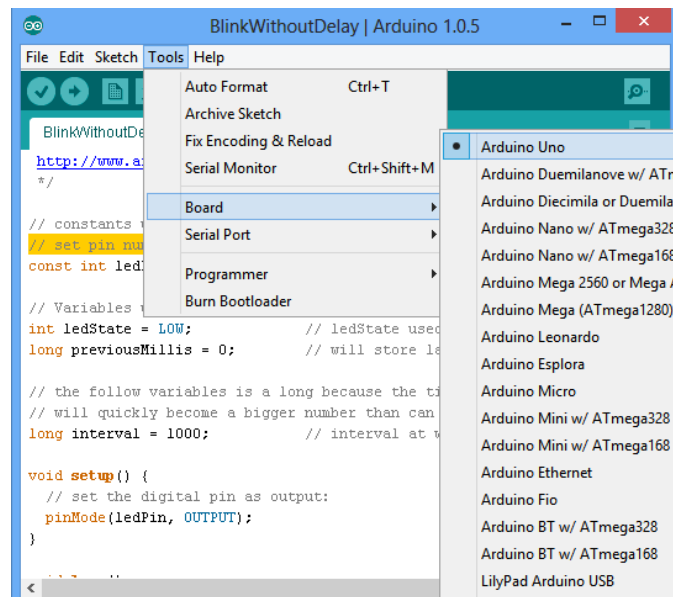 BlinkWithoutDelay | Arduino 1.0.5
File Edit Sketch Tools Help
Auto Format Ctrl+T
Archive Sketch
Fix Encoding & Reload
Serial Monitor Ctrl+Shift+M
Board
Serial Port
Programmer
Burn Bootloader
Arduino Uno
Arduino Duemilanove w/
Arduino Diecimila or
Arduino Nano w/ ATmega328
Arduino Nano w/ ATmega168
Arduino Mega 2560 or Mega
Arduino Mega (ATmega1280)
Arduino Leonardo
Arduino Esplora
Arduino Micro
Arduino Mini w/ ATmega328
Arduino Mini w/ ATmega168
Arduino Ethernet
Arduino Fio
Arduino BT w/ ATmega328
Arduino BT w/ ATmega168
LilyPad Arduino USB
BlinkWithoutDe
http://www.a
*/
// constants
// set pin
const int led
// Variables
int ledState = LOW; // ledState used
long previousMillis = 0; // will store
// the follow variables is a long because the
// will quickly become a bigger number than can
long interval = 1000; // interval at
void setup() {
// set the digital pin as output:
pinMode(ledPin, OUTPUT);
}